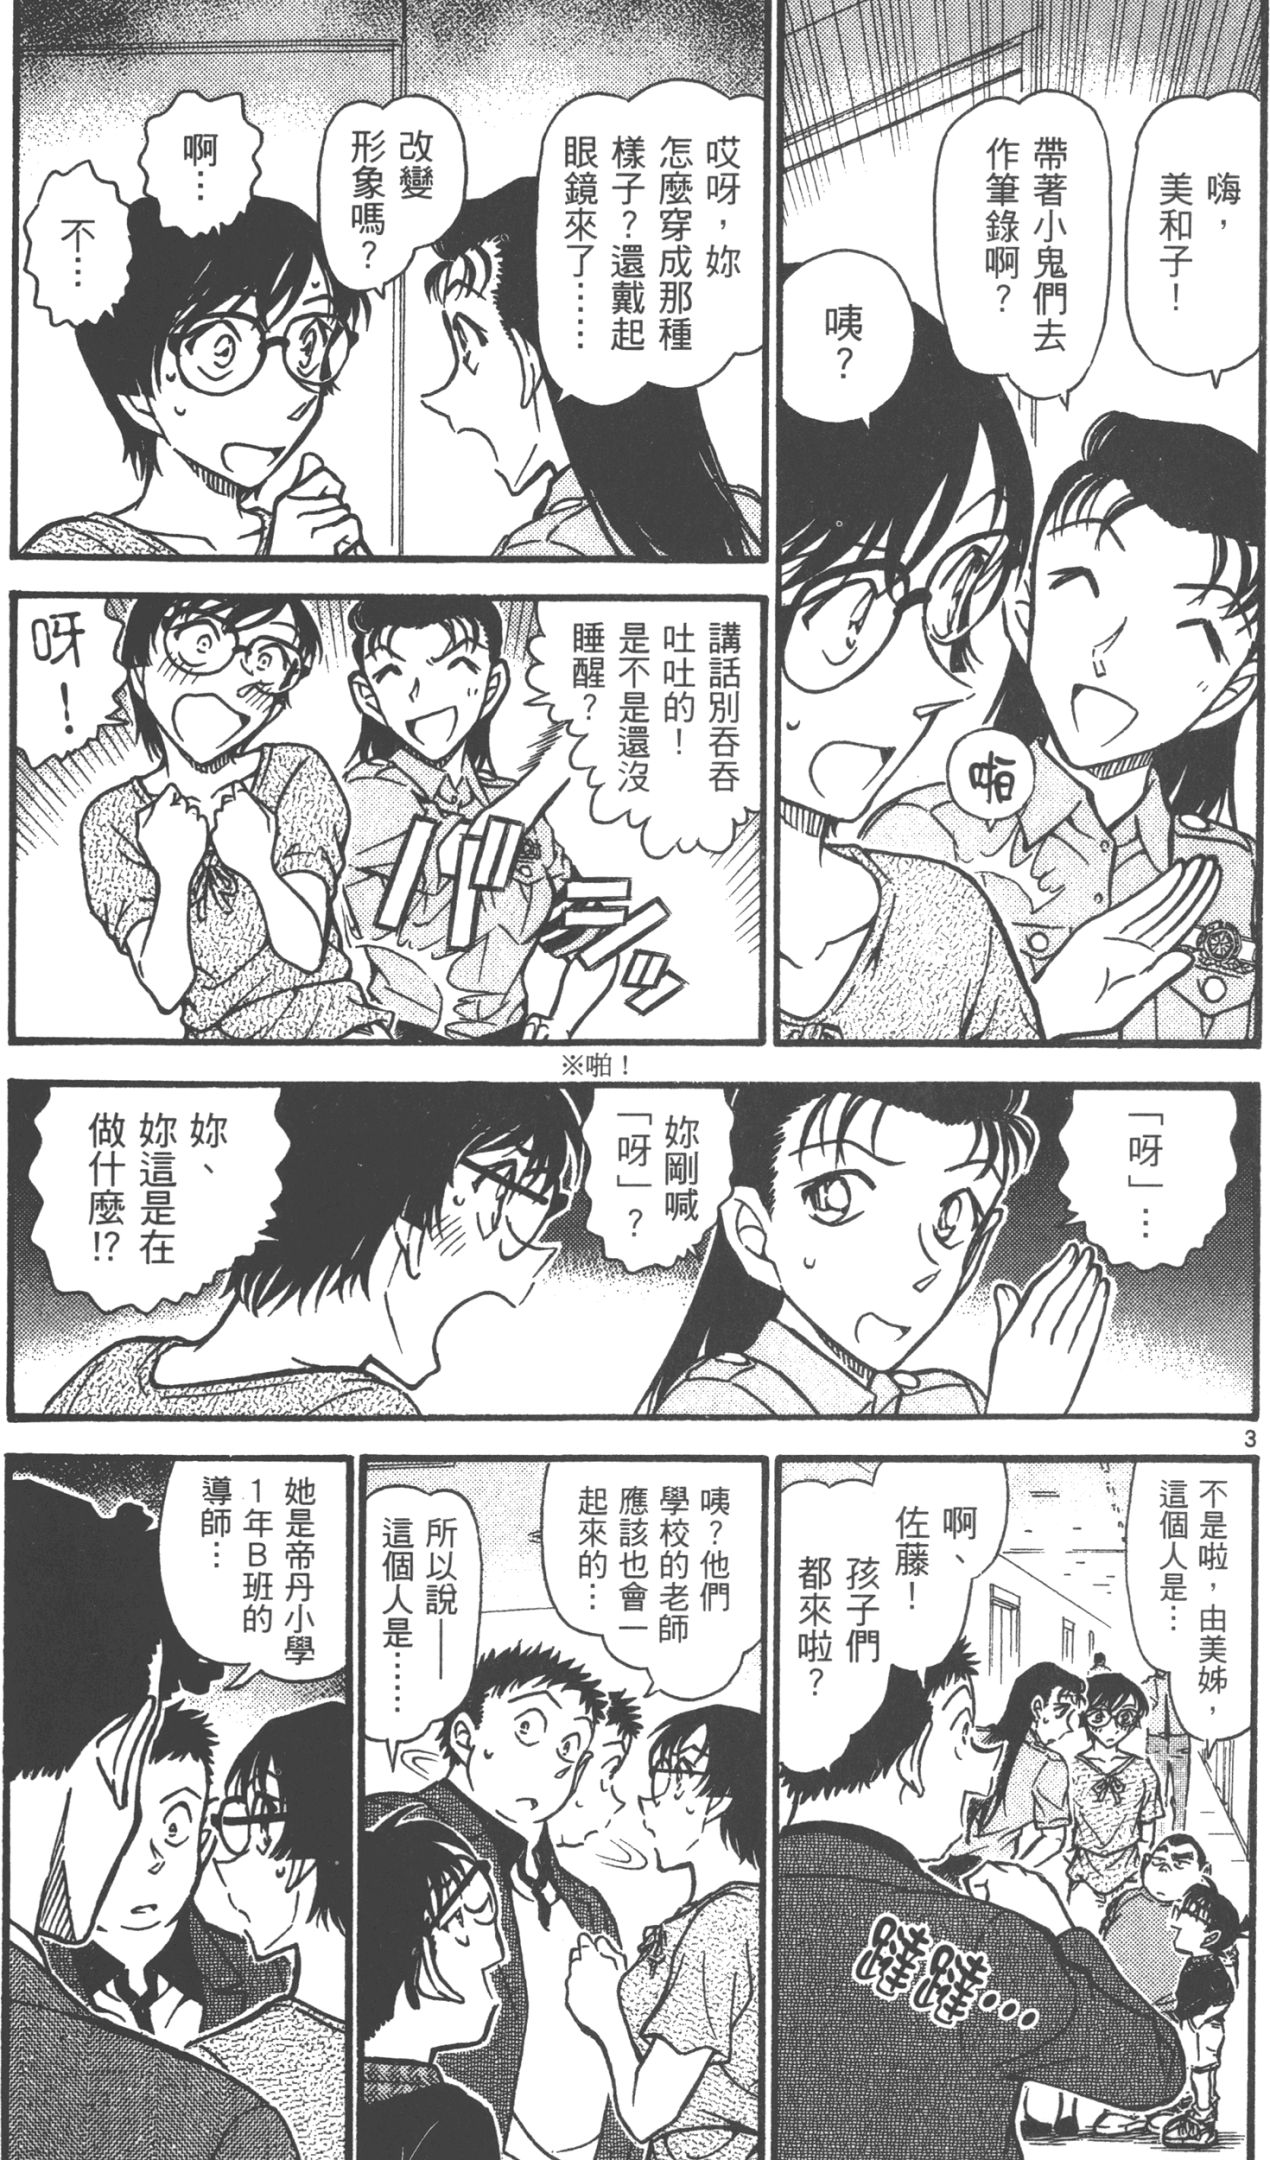 嗨，
美和子！
帶著小鬼們去
作筆錄啊？
咦？
啪
哎呀，妳
怎麼穿成那種
樣子？還戴起
眼鏡來了……
改變
形象嗎？
啊…
不…
講話別吞吞
吐吐的！
是不是還沒
睡醒？
バシッ
呀！
※啪！
「呀」…
妳剛喊
「呀」？
妳、
妳這是在
做什麼!?
3
不是啦，由美姊，
這個人是…
啊、
佐藤！
孩子們
都來啦？
躂躂…
咦？他們
學校的老師
應該也會一
起來的…
所以說——
這個人是……
她是帝丹小學
1年B班的
導師…